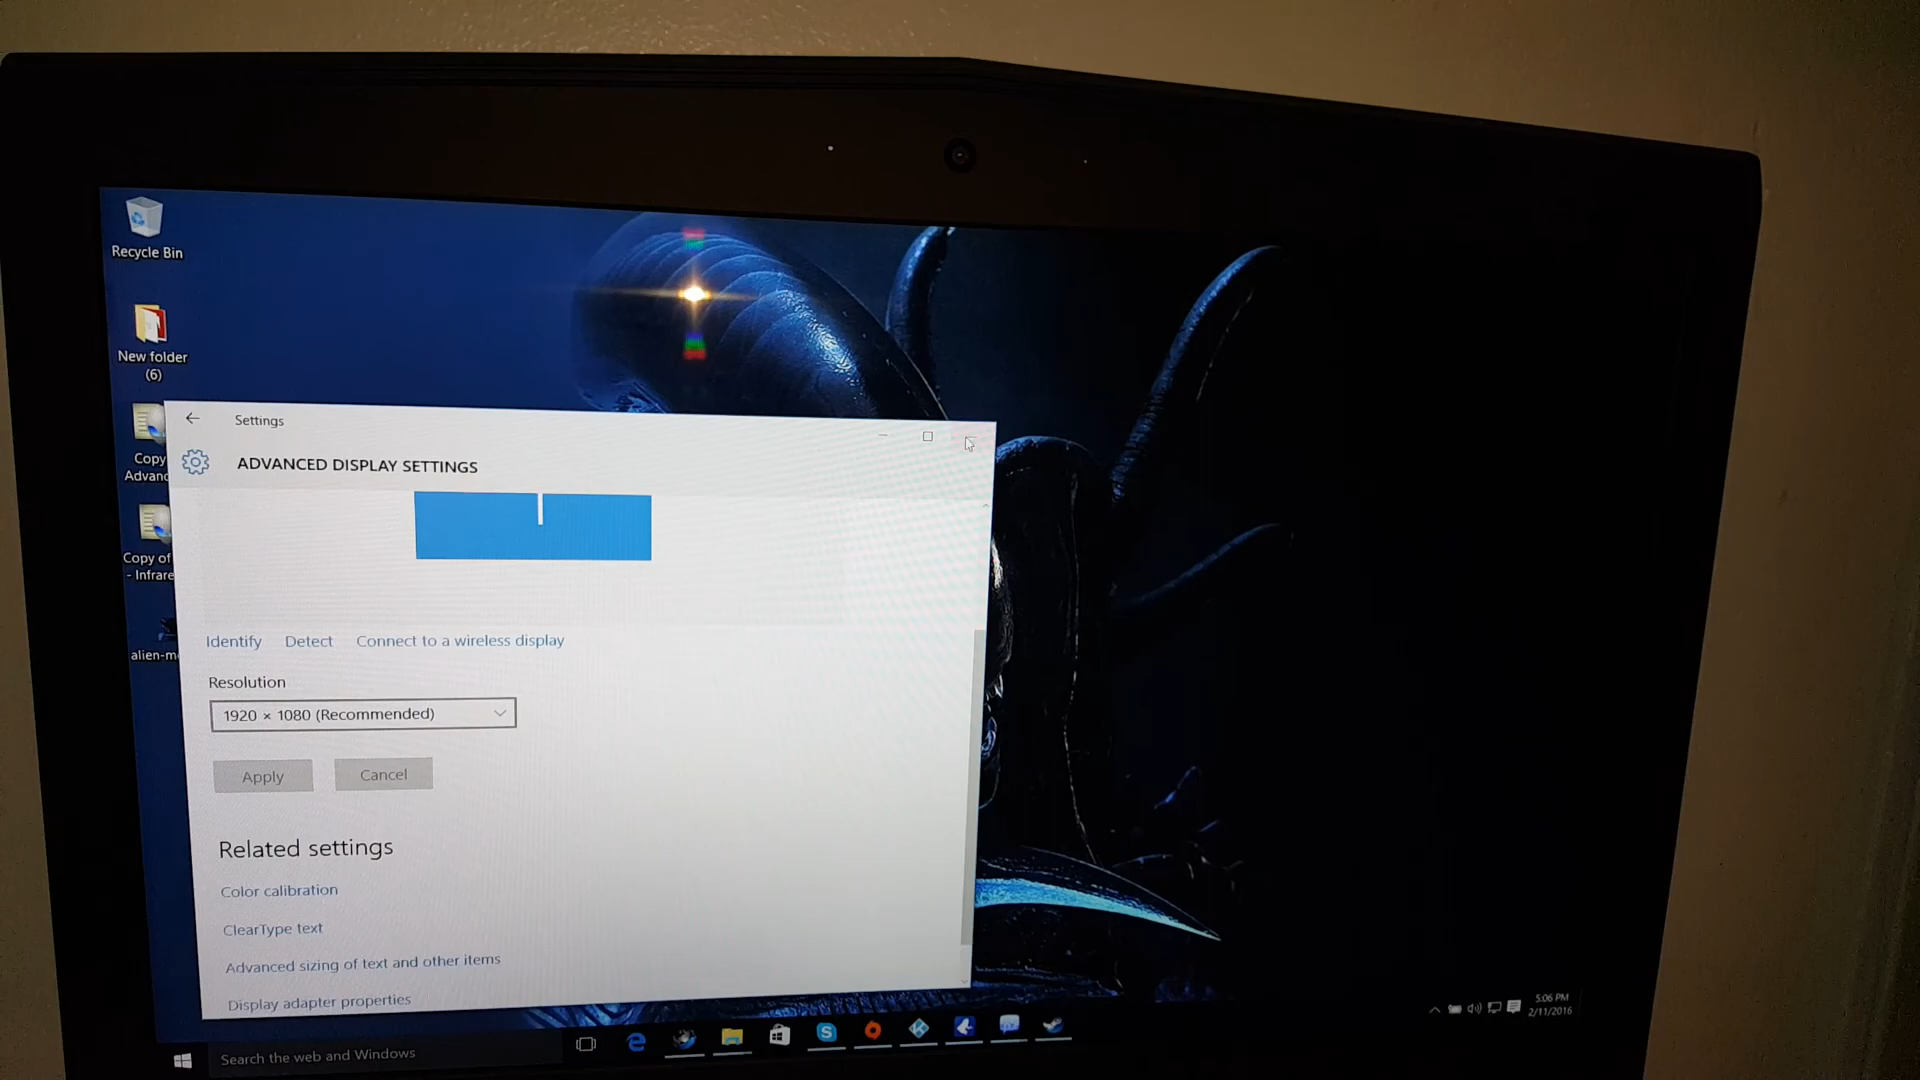 Recycle Bin
New folder
(6)
Copy
Advanc
Copy of
- Infrare
alien-m
Settings
ADVANCED DISPLAY SETTINGS
Identify Detect Connect to a wireless display
Resolution
1920 × 1080 (Recommended)
Apply Cancel
Related settings
Color calibration
ClearType text
Advanced sizing of text and other items
Display adapter properties
Search the web and Windows
5:06 PM
2/11/2016